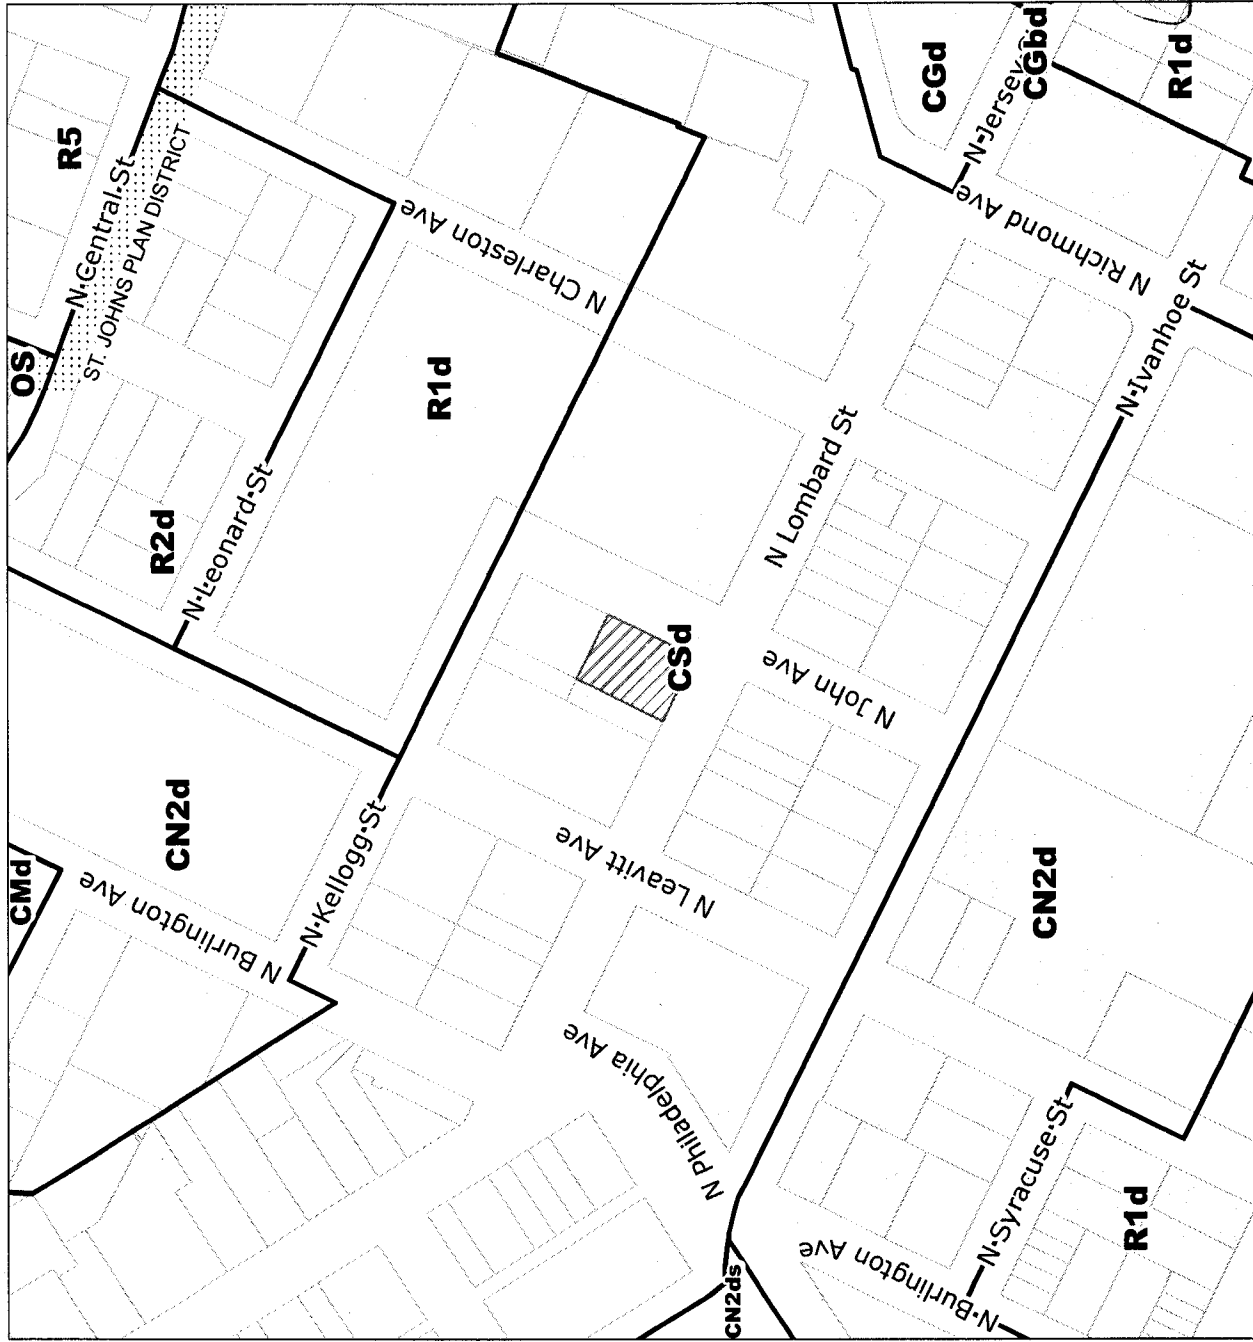 R5
OS
N Central St
ST. JOHNS PLAN DISTRICT
CGd
CGbd
N Jersey
R1d
R2d
N Leonard St
R1d
N Charleston Ave
N Richmond Ave
CMd
CN2d
N Burlington Ave
N Kellogg St
N Lombard St
N Ivanhoe St
CSd
N John Ave
N Leavitt Ave
N Philadelphia Ave
CN2d
CN2ds
N Burlington Ave
N Syracuse St
R1d
N Burlington Ave